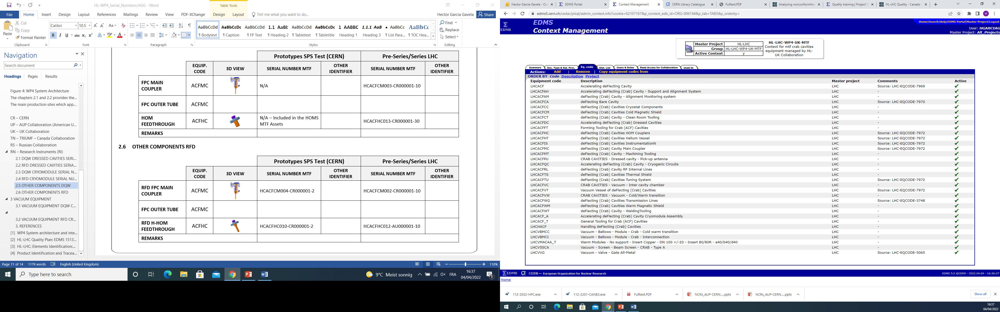 HL-WP4_Serial_Numbers.HGG - Word
Table Tools
File Home Insert Design Layout References Mailings Review View PDF-XChange Design Layout Tell me what you want to do... Hector Garcia Gavela Share
Paste
Cut
Copy
Format Painter
Calibri 10.5
AaBbCcDd AaBbCcDc AaBbCcDd 1.1 AaBb AaBbCcDd AaBbCcDc 1 AABBC 1.1.1 AaB • AaBbCc AaBbCc
¶ Bodytext ¶ Caption ¶ FP Text ¶ Heading 2 ¶ Tabletext ¶ Tabletitle Heading 1 Heading 3 ¶ List Para... ¶ TOC Hea...
Find
Replace
Select
Clipboard Font Paragraph Styles Editing
Navigation
Search document
Headings Pages Results
Figure 4: WP4 System Architecture
The chapters 2.1 and 2.2 provides the...
The main production sites which app...
CR – CERN
UP – AUP Collaboration (American U...
UK – UK Collaboration
TN – TRIUMF – Canada Collaboration
RS – Russian Collaboration
RN – Research Instruments (RI)
2.1 DQW DRESSED CAVITIES SERI...
2.2 RFD DRESSED CAVITIES SERIA...
2.3 DQW CRYOMODULE SERIAL N...
2.4 RFD CRYOMODULE SERIAL NU...
2.5 OTHER COMPONENTS DQW
2.6 OTHER COMPONENTS RFD
3 VACUUM EQUIPMENT
3.1 VACUUM EQUIPMENT DQW C...
3.2 VACUUM EQUIPMENT RFD CR...
3. REFERENCES
[1] WP4 System architecture and inte...
[2] HL-LHC Quality Plan: EDMS 1513...
[3] HL-LHC: Elements Identification:...
[4] Product Identification and Tracea...
Prototypes SPS Test (CERN) Pre-Series/Series LHC
EQUIP. CODE 3D VIEW SERIAL NUMBER MTF OTHER IDENTIFIER SERIAL NUMBER MTF OTHER IDENTIFIER
FPC MAIN COUPLER ACFMC N/A HCACFCM003-CR000001-10
FPC OUTER TUBE ACFMC
HOM FEEDTHROUGH ACFHC N/A – Included in the HOMS MTF Assets HCACFHC013-CR000001-30
REMARKS
2.6 OTHER COMPONENTS RFD
Prototypes SPS Test (CERN) Pre-Series/Series LHC
EQUIP. CODE 3D VIEW SERIAL NUMBER MTF OTHER IDENTIFIER SERIAL NUMBER MTF OTHER IDENTIFIER
RFD FPC MAIN COUPLER ACFMC HCACFCM004-CR000001-2 HCACFCM002-CR000001-10
FPC OUTER TUBE ACFMC
RFD H-HOM FEEDTHROUGH ACFHC HCACFHC010-CR000001-2 HCACFHC012-AU000001-10
REMARKS
Page 11 of 14 1179 words English (United Kingdom) 110%
Type here to search
9°C Meist sonnig FRA 16:37
04/04/2022
Hector Garcia Gavela - Ou EDMS Portal Context Management CERN Library Catalogue Fulltext.PDF Analysing nonconformities Quality training | Project C HL-LHC Quality - Canada
edms5.cern.ch/cedar/plsql/admin_context.info?cookie=62107167&p_context_edb_id=ORG-006744&p_tab=TAB3&p_orderby=
EDMS
EDMS
Context Management
Home|Search|Help|EDMS Portal|Master Project|Logout
User: HGARCIAG
Master Project: All_Projects
Master Project HL-LHC
Group HL-LHC-WP4-UK-MTF
Active Context y
HL-LHC-WP4-UK-MTF
Context for mtf crab cavities
equipment managed by HL-
UK Collaboration
Summary Doc. Type & Rel. Proc. Eq. code Dist. List Users & Roles Read Access for Collaboration Used In
Actions: Add | Remove | Copy equipment codes from
ORDER BY Code Description Project
Equipment code Description Master project Comments Active
LHCACF Accelerating deFlecting Cavity LHC Source: LHC-EQCODE-7969
LHCACFAH Accelerating deFlecting (Crab) Cavity - Support and Alignment System LHC -
LHCACFAM deFlecting (Crab) Cavity - Alignment Monitoring system LHC -
LHCACFCA deFlecting Bare Cavity LHC Source: LHC-EQCODE-7970
LHCACFCC deFlecting (Crab) Cavities Cryostat Components LHC -
LHCACFCM deFlecting (Crab) Cavities Cold Magnetic Shield LHC -
LHCACFCT deFlecting (Crab) Cavity - Clean Room Tooling LHC -
LHCACFDC Accelerating deFlecting (Crab) Dressed Cavities LHC -
LHCACFFT Forming Tooling for Crab (ACF) Cavities LHC -
LHCACFHC deFlecting (Crab) Cavities HOM Couplers LHC Source: LHC-EQCODE-7972
LHCACFHT deFlecting (Crab) Cavities Helium Vessel LHC Source: LHC-EQCODE-7972
LHCACFIS deFlecting (Crab) Cavities InstrumentationN LHC Source: LHC-EQCODE-7972
LHCACFMC deFlecting (Crab) Cavity Main Coupler LHC Source: LHC-EQCODE-7972
LHCACFMT deFlecting (Crab) Cavity - Machining Tooling LHC -
LHCACFPU CRAB CAVITIES - Dressed cavity - Pick-up antenna LHC -
LHCACFQC Accelerating deFlecting (Crab) Cavity - Cryogenic Circuits LHC -
LHCACFRL deFlecting (Crab) Cavity RF Internal Lines LHC -
LHCACFTS deFlecting (Crab) Cavities Thermal Shield LHC -
LHCACFTU deFlecting (Crab) Cavities Tuning System LHC Source: LHC-EQCODE-7972
LHCACFVC CRAB CAVITIES - Vacuum - Inter cavity chamber LHC -
LHCACFVT Vacuum Vessel of deFlecting (Crab) Cavities LHC Source: LHC-EQCODE-7972
LHCACFVW CRAB CAVITIES - Vacuum - Cold/Warm transition LHC -
LHCACFWG deFlecting (Crab) Cavities Transmission Lines LHC Source: LHC-EQCODE-3748
LHCACFWM deFlecting (Crab) Cavities Warm Magnetic Shield LHC -
LHCACFWT deFlecting (Crab) Cavity - WeldingTooling LHC -
LHCACF_A Accelerating deFlecting (Crab) Cavity Cryomodule Assembly LHC -
LHCACF_T General Tooling for Crab (ACF) Cavities LHC -
LHCHACF Handling deFlecting (Crab) Cavities LHC -
LHCVBMCC Vacuum - Bellows - Module - Crab - Cold warm transition LHC -
LHCVBMCI Vacuum - Bellows - Module - Crab - Interconnection LHC -
LHCVMACAA_T Warm Modules - No support - Insert Copper - DN 100 +/-20 - Insert 80/80R - a40/b40/d40 LHC -
LHCVSSCA Vacuum - Screen - Beam Screen - CRAB - Type A LHC -
LHCVVG Vacuum - Valve - Gate All-Metal LHC Source: LHC-EQCODE-5065
EDMS CERN — European Organization for Nuclear Research EDMS 5.0 ©CERN - 2022.04.04 - 16:36:37
Home
112-2032-HPC.exe 112-2201-CANB3.exe Fulltext.PDF NCRs_AUP-CERN.....pptx NCRs_AUP-CERN.....pptx Show all
16:37
04/04/2022